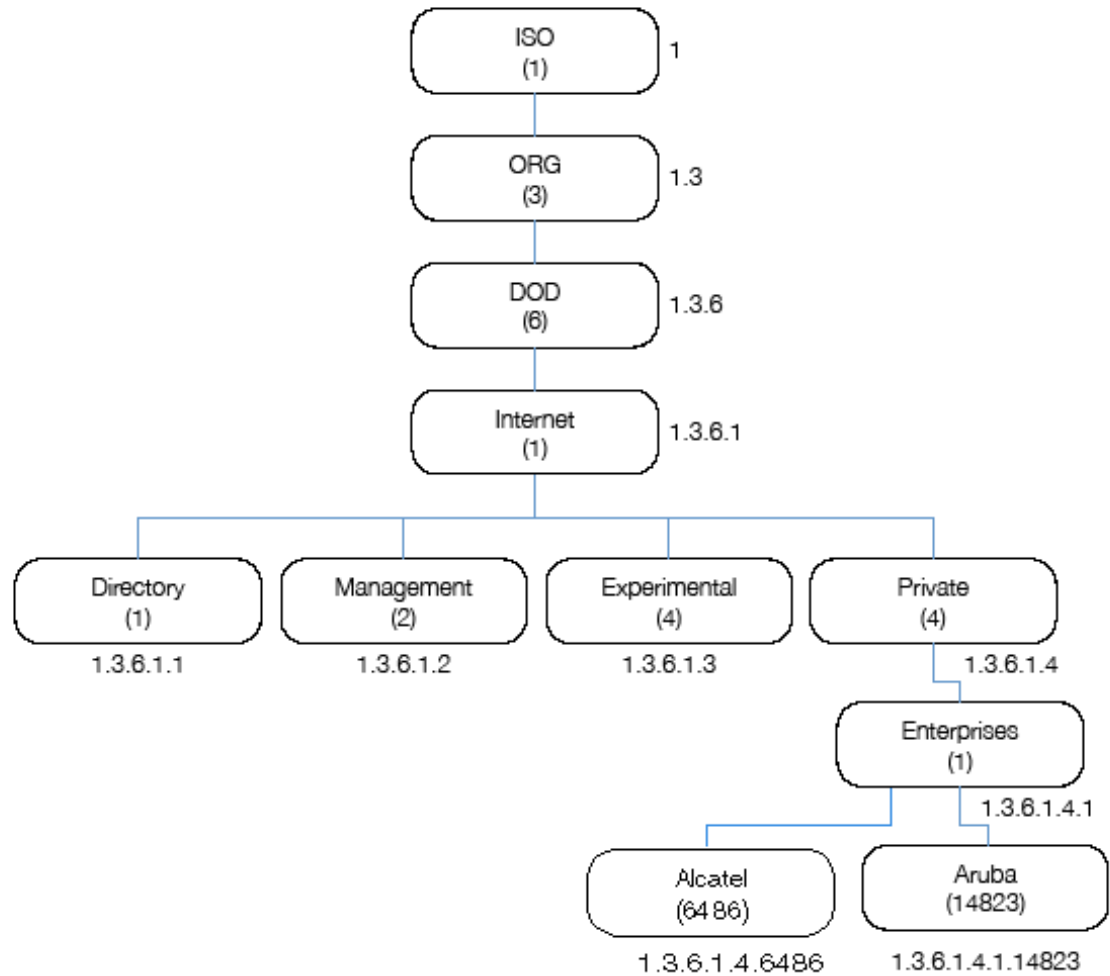 ISO
(1)
1
ORG
(3)
1.3
DOD
(6)
1.3.6
Internet
(1)
1.3.6.1
Directory
(1)
1.3.6.1.1
Management
(2)
1.3.6.1.2
Experimental
(4)
1.3.6.1.3
Private
(4)
1.3.6.1.4
Enterprises
(1)
1.3.6.1.4.1
Alcatel
(6486)
1.3.6.1.4.6486
Aruba
(14823)
1.3.6.1.4.1.14823